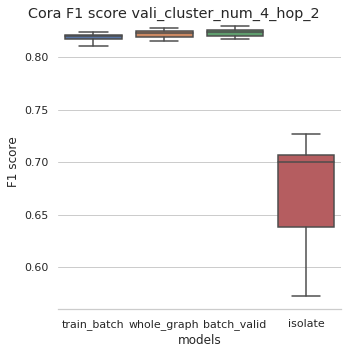 Cora F1 score vali_cluster_num_4_hop_2
0.80
0.75
0.70
0.65
0.60
F1 score
train_batch whole_graph batch_valid isolate
models